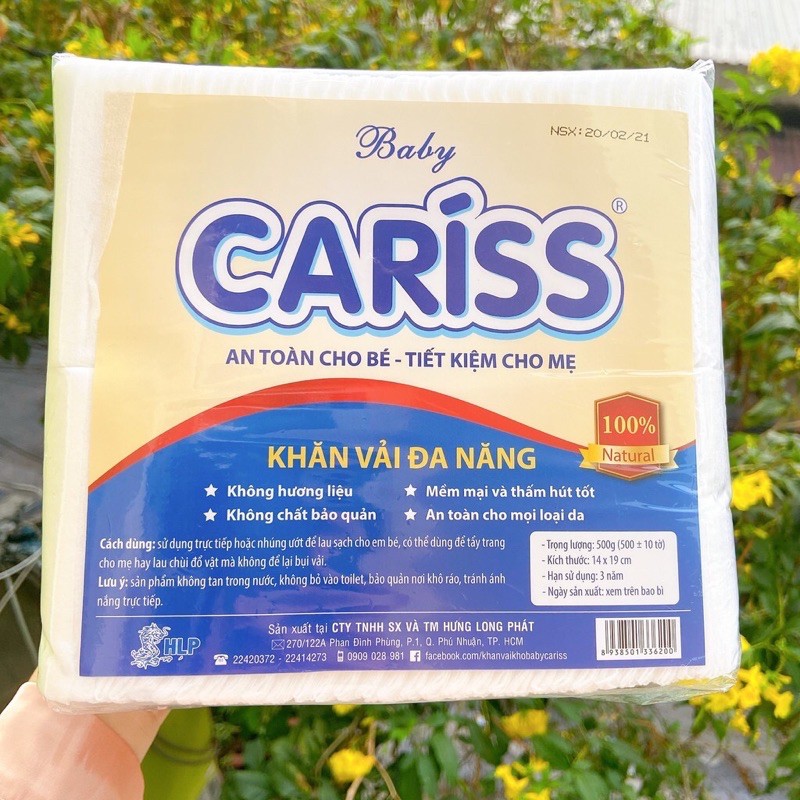 NSX: 20/02/21
Baby
CARÍSS®
AN TOÀN CHO BÉ - TIẾT KIỆM CHO MẸ
100%
Natural
KHĂN VẢI ĐA NĂNG
★ Không hương liệu
★ Mềm mại và thấm hút tốt
★ Không chất bảo quản
★ An toàn cho mọi loại da
Cách dùng: sử dụng trực tiếp hoặc nhúng ướt để lau sạch cho em bé, có thể dùng để tẩy trang
cho mẹ hay lau chùi đồ vật mà không để lại bụi vải.
Lưu ý: sản phẩm không tan trong nước, không bỏ vào toilet, bảo quản nơi khô ráo, tránh ánh
nắng trực tiếp.
- Trọng lượng: 500g (500 ± 10 tờ)
- Kích thước: 14 x 19 cm
- Hạn sử dụng: 3 năm
- Ngày sản xuất: xem trên bao bì
HLP
Sản xuất tại CTY TNHH SX VÀ TM HƯNG LONG PHÁT
270/122A Phan Đình Phùng, P.1, Q. Phú Nhuận, TP. HCM
22420372 - 22414273 0909 028 981 facebook.com/khanvaikhobabycariss
8 938501 336200